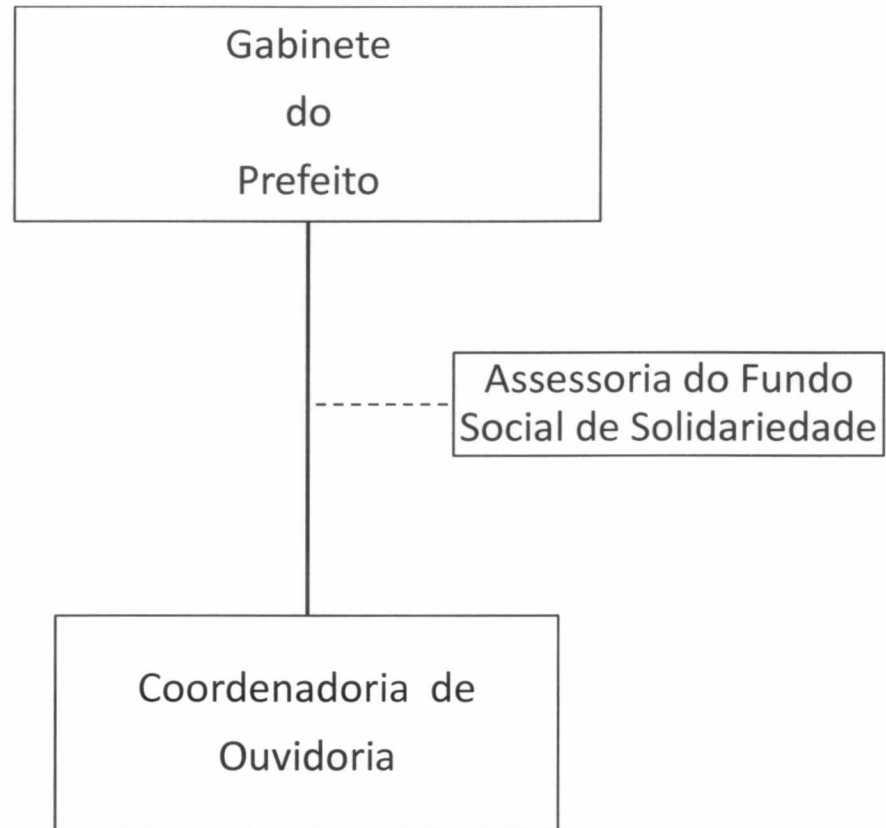 Gabinete
do
Prefeito
Assessoria do Fundo
Social de Solidariedade
Coordenadoria de
Ouvidoria